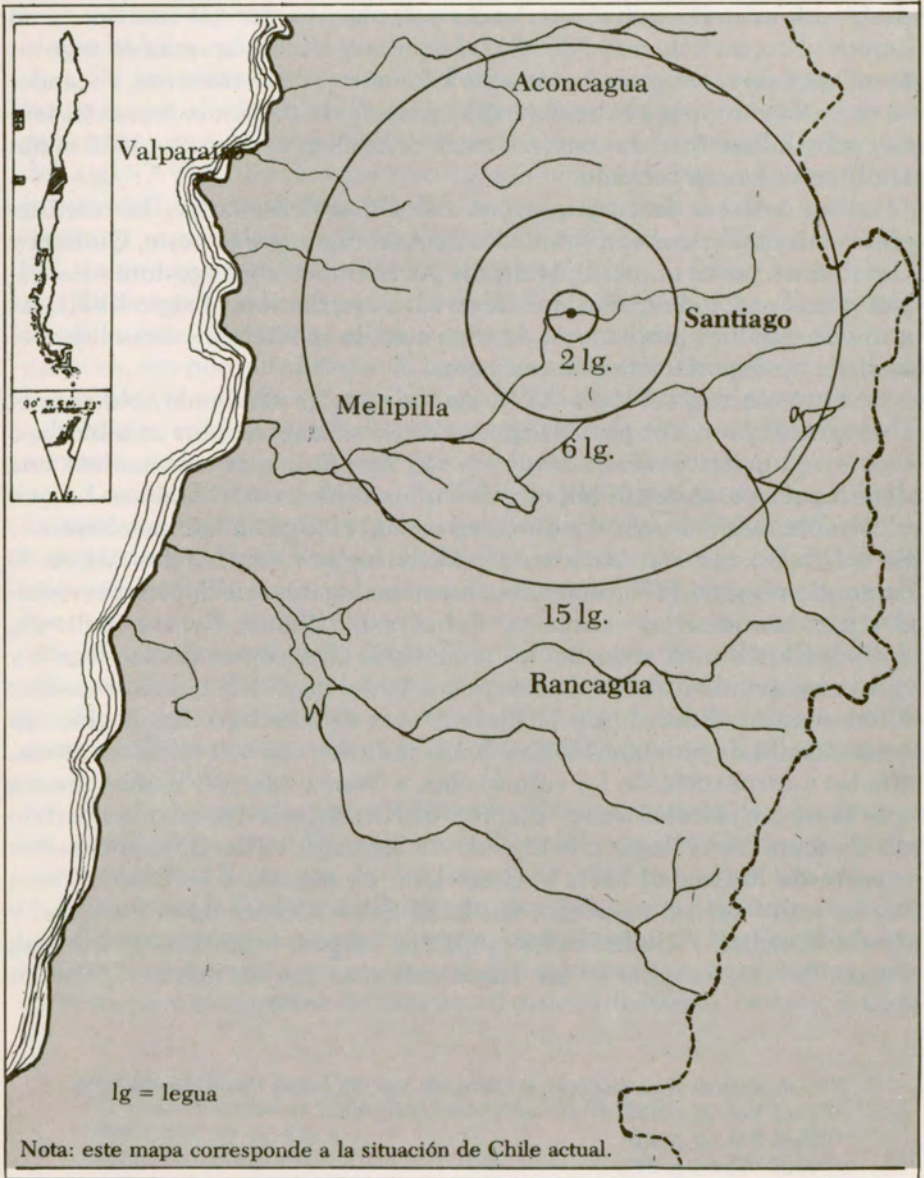 Aconcagua
Valparaíso
Santiago
2 lg.
Melipilla
6 lg.
15 lg.
Rancagua
lg = legua
Nota: este mapa corresponde a la situación de Chile actual.